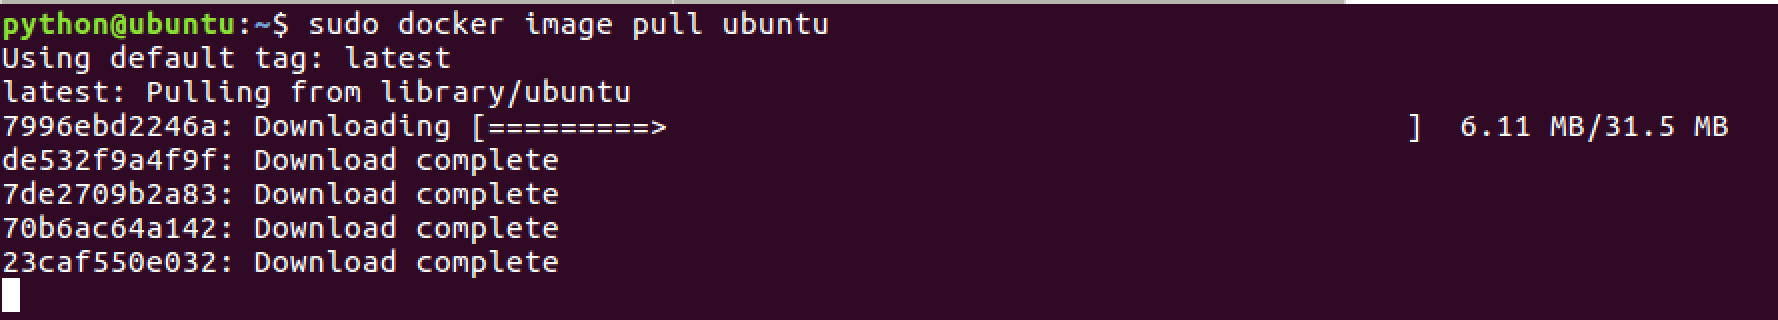 python@ubuntu:~$ sudo docker image pull ubuntu
Using default tag: latest
latest: Pulling from library/ubuntu
7996ebd2246a: Downloading [=========>                                         ]  6.11 MB/31.5 MB
de532f9a4f9f: Download complete
7de2709b2a83: Download complete
70b6ac64a142: Download complete
23caf550e032: Download complete